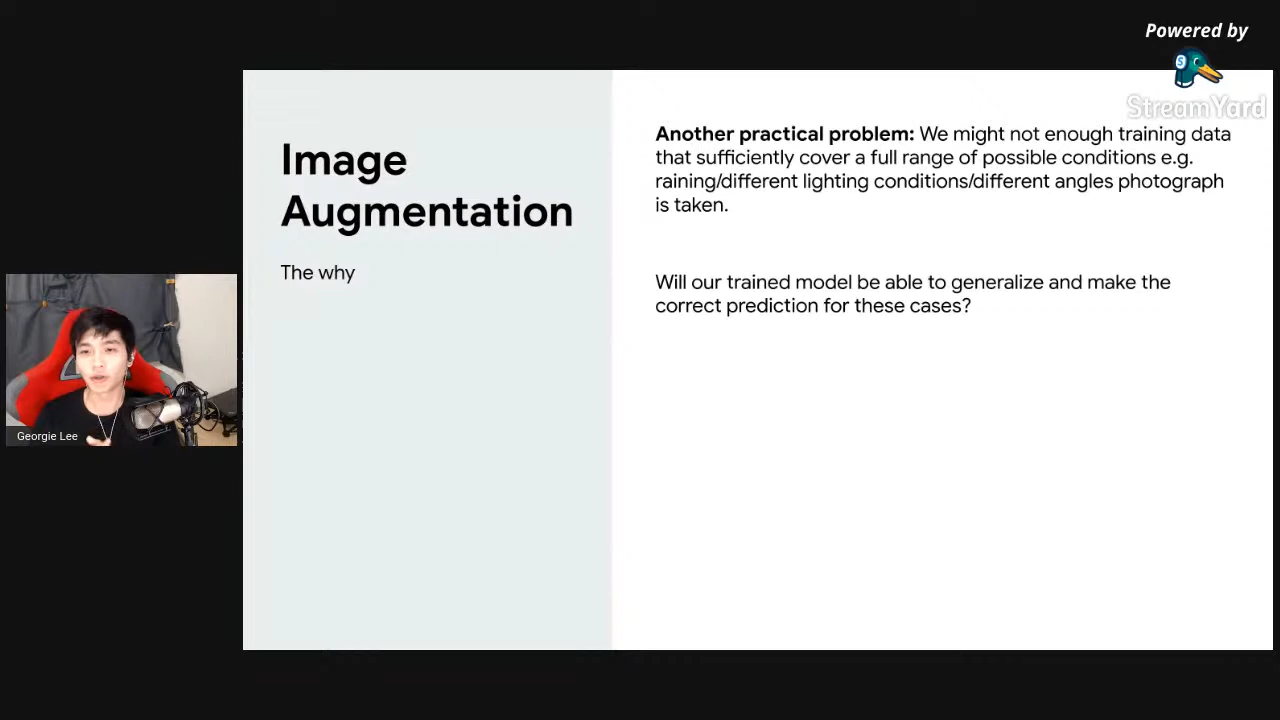 Powered by
StreamYard
Image
Augmentation
The why
Another practical problem: We might not enough training data
that sufficiently cover a full range of possible conditions e.g.
raining/different lighting conditions/different angles photograph
is taken.
Will our trained model be able to generalize and make the
correct prediction for these cases?
Georgie Lee